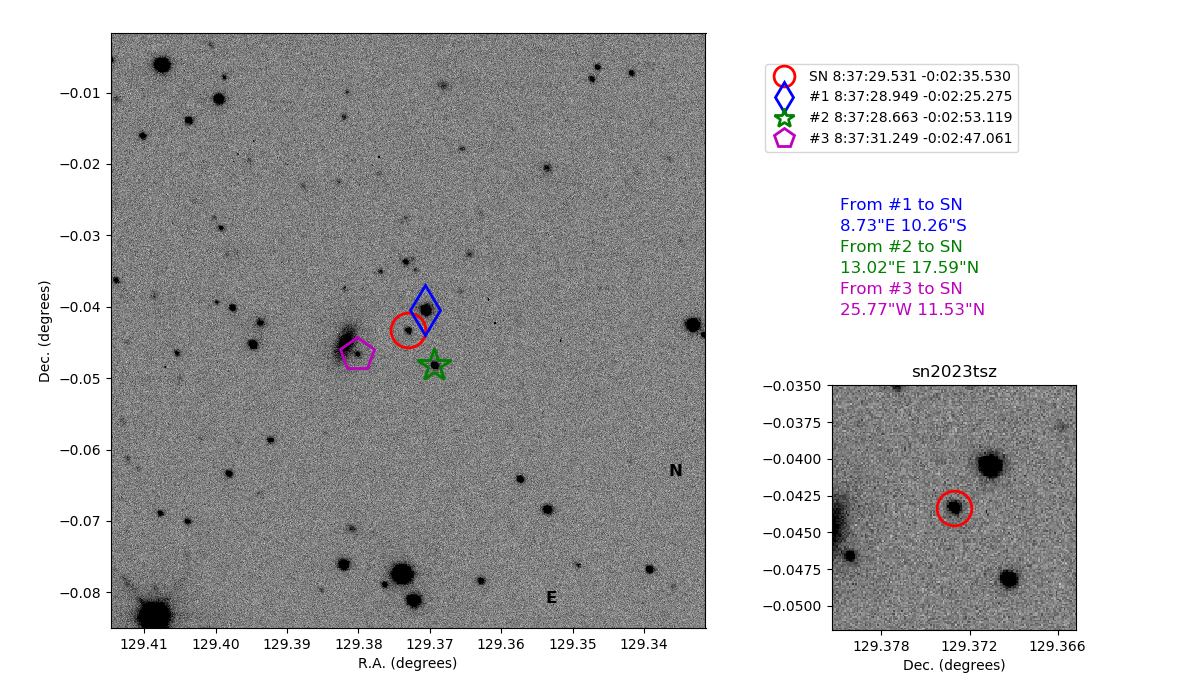 SN 8:37:29.531 -0:02:35.530
#1 8:37:28.949 -0:02:25.275
#2 8:37:28.663 -0:02:53.119
#3 8:37:31.249 -0:02:47.061
From #1 to SN
8.73"E 10.26"S
From #2 to SN
13.02"E 17.59"N
From #3 to SN
25.77"W 11.53"N
−0.01
−0.02
−0.03
−0.04
−0.05
−0.06
−0.07
−0.08
Dec. (degrees)
N
E
129.41 129.40 129.39 129.38 129.37 129.36 129.35 129.34
R.A. (degrees)
sn2023tsz
−0.0350
−0.0375
−0.0400
−0.0425
−0.0450
−0.0475
−0.0500
129.378 129.372 129.366
Dec. (degrees)